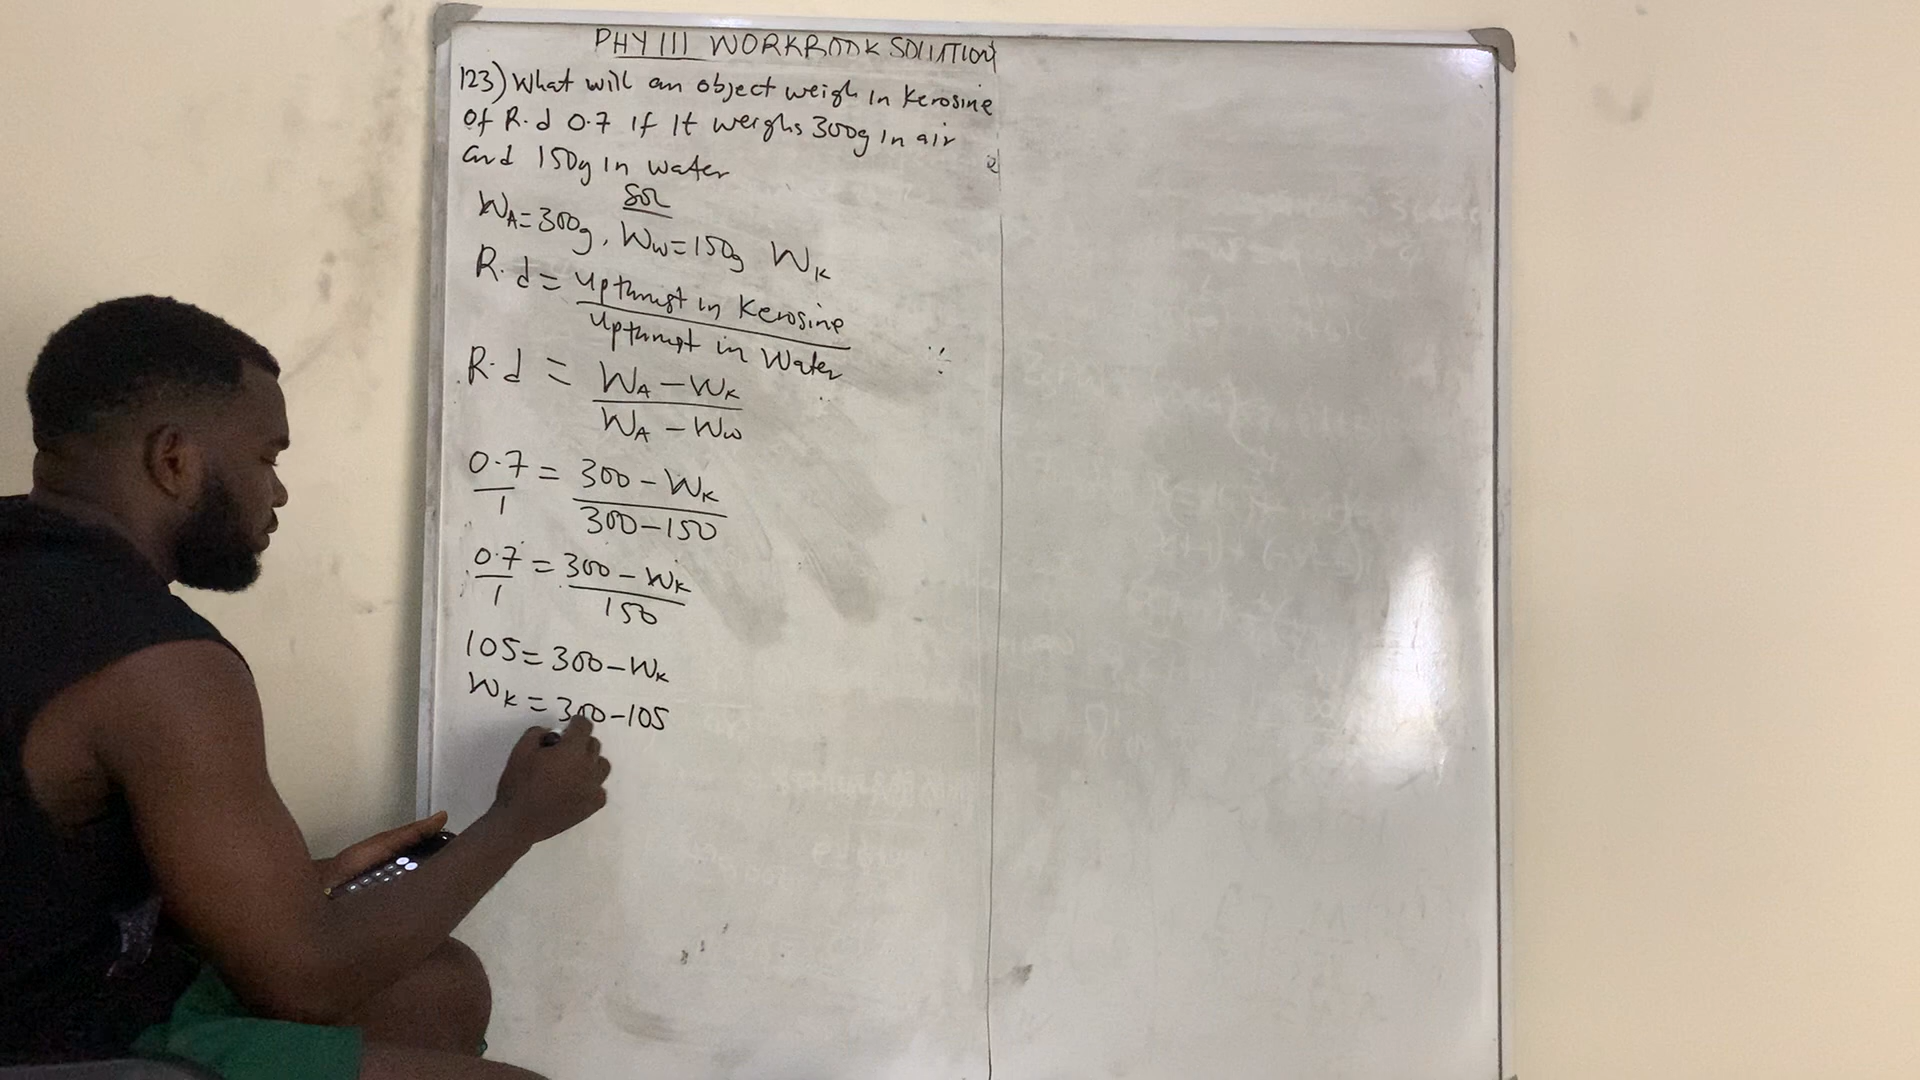 PHY 111 WORKBOOK SOLUTION
123) What will an object weigh in Kerosine
of R.d 0.7 if it weighs 300g in air
and 150g in water
SOL
WA=300g, Ww=150g WK
R.d = upthrust in Kerosine
Upthrust in Water
R.d = WA - WK
WA - Ww
0.7 = 300 - WK
1 300-150
0.7 = 300 - WK
1 150
105 = 300 - WK
WK = 300-105